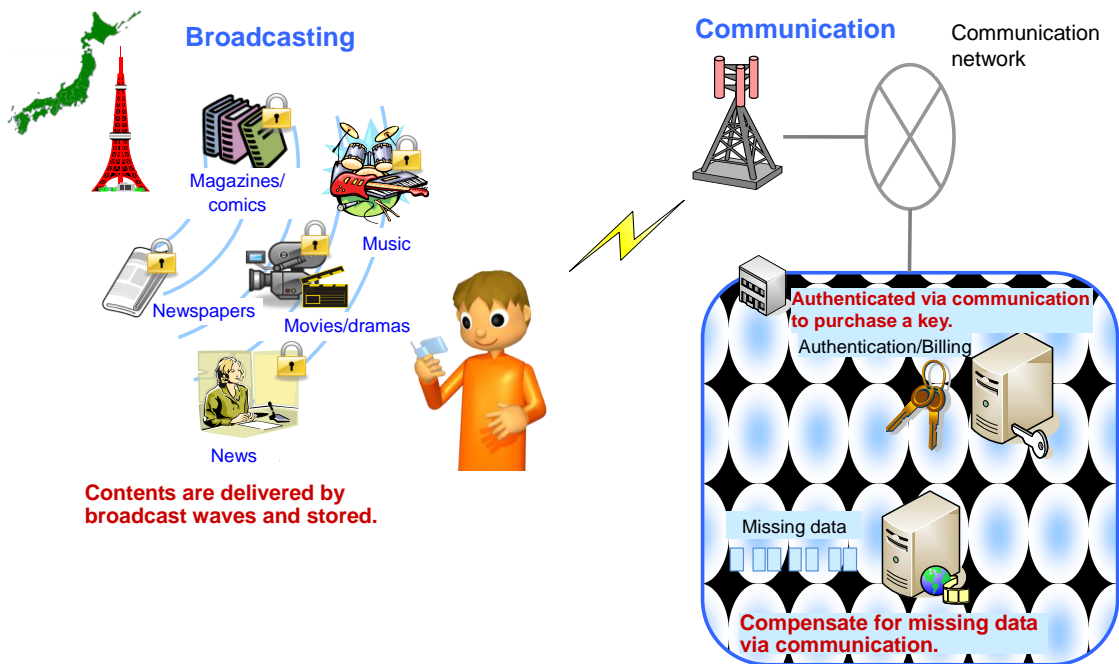 Broadcasting
Magazines/
comics
Music
Newspapers
Movies/dramas
News
Contents are delivered by
broadcast waves and stored.
Communication
Communication
network
Authenticated via communication
to purchase a key.
Authentication/Billing
Missing data
Compensate for missing data
via communication.